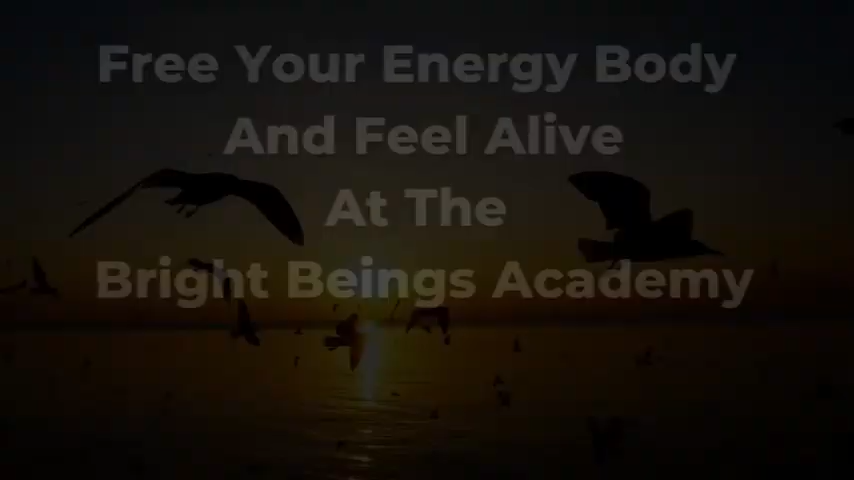 Free Your Energy Body
And Feel Alive
At The
Bright Beings Academy